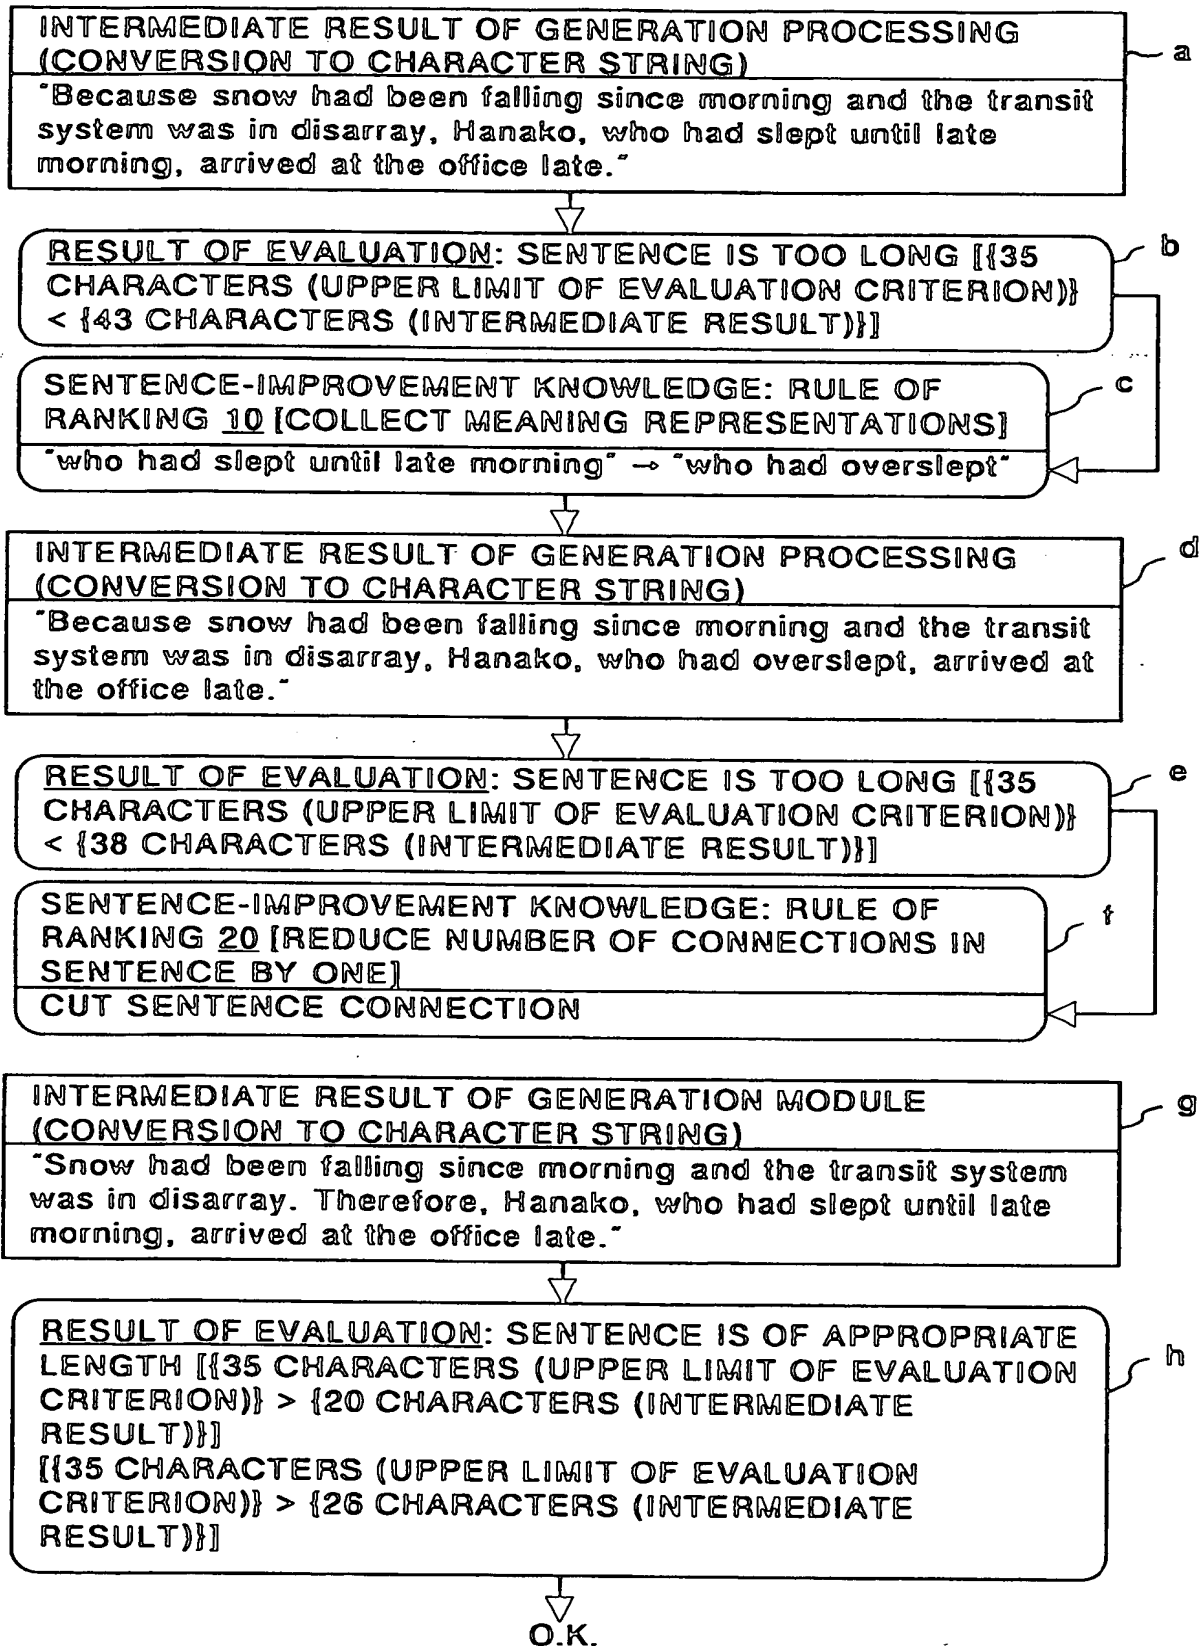 INTERMEDIATE RESULT OF GENERATION PROCESSING
(CONVERSION TO CHARACTER STRING)
a
"Because snow had been falling since morning and the transit
system was in disarray, Hanako, who had slept until late
morning, arrived at the office late."
RESULT OF EVALUATION: SENTENCE IS TOO LONG [{35
b
CHARACTERS (UPPER LIMIT OF EVALUATION CRITERION)}
< {43 CHARACTERS (INTERMEDIATE RESULT)}]
SENTENCE-IMPROVEMENT KNOWLEDGE: RULE OF
c
RANKING 10 [COLLECT MEANING REPRESENTATIONS]
"who had slept until late morning" → "who had overslept"
INTERMEDIATE RESULT OF GENERATION PROCESSING
d
(CONVERSION TO CHARACTER STRING)
"Because snow had been falling since morning and the transit
system was in disarray, Hanako, who had overslept, arrived at
the office late."
RESULT OF EVALUATION: SENTENCE IS TOO LONG [{35
e
CHARACTERS (UPPER LIMIT OF EVALUATION CRITERION)}
< {38 CHARACTERS (INTERMEDIATE RESULT)}]
SENTENCE-IMPROVEMENT KNOWLEDGE: RULE OF
f
RANKING 20 [REDUCE NUMBER OF CONNECTIONS IN
SENTENCE BY ONE]
CUT SENTENCE CONNECTION
INTERMEDIATE RESULT OF GENERATION MODULE
g
(CONVERSION TO CHARACTER STRING)
"Snow had been falling since morning and the transit system
was in disarray. Therefore, Hanako, who had slept until late
morning, arrived at the office late."
RESULT OF EVALUATION: SENTENCE IS OF APPROPRIATE
h
LENGTH [{35 CHARACTERS (UPPER LIMIT OF EVALUATION
CRITERION)} > {20 CHARACTERS (INTERMEDIATE
RESULT)}]
[{35 CHARACTERS (UPPER LIMIT OF EVALUATION
CRITERION)} > {26 CHARACTERS (INTERMEDIATE
RESULT)}]
O.K.